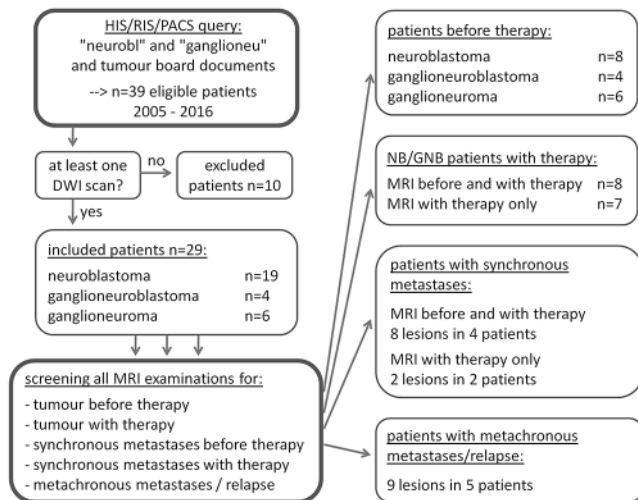 HIS/RIS/PACS query:
"neurobl" and "ganglioneu"
and tumour board documents
--> n=39 eligible patients
2005 - 2016
at least one
DWI scan?
no
excluded
patients n=10
yes
included patients n=29:
neuroblastoma n=19
ganglioneuroblastoma n=4
ganglioneuroma n=6
screening all MRI examinations for:
- tumour before therapy
- tumour with therapy
- synchronous metastases before therapy
- synchronous metastases with therapy
- metachronous metastases / relapse
patients before therapy:
neuroblastoma n=8
ganglioneuroblastoma n=4
ganglioneuroma n=6
NB/GNB patients with therapy:
MRI before and with therapy n=8
MRI with therapy only n=7
patients with synchronous
metastases:
MRI before and with therapy
8 lesions in 4 patients
MRI with therapy only
2 lesions in 2 patients
patients with metachronous
metastases/relapse:
9 lesions in 5 patients